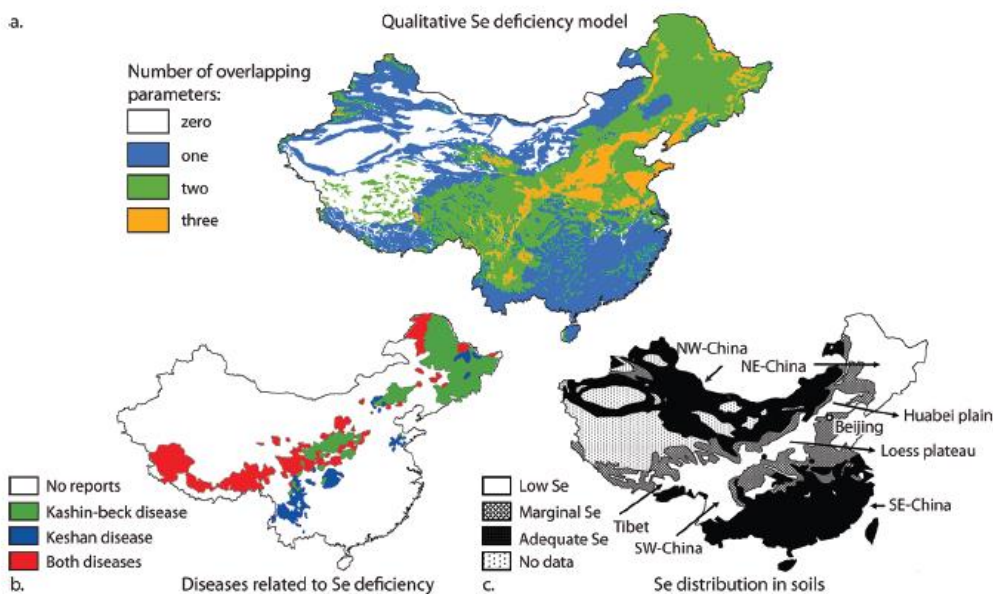 a.
Qualitative Se deficiency model
Number of overlapping
parameters:
zero
one
two
three
No reports
Kashin-beck disease
Keshan disease
Both diseases
b.
Diseases related to Se deficiency
NW-China
NE-China
Huabei plain
Beijing
Loess plateau
SE-China
Tibet
SW-China
Low Se
Marginal Se
Adequate Se
No data
c.
Se distribution in soils